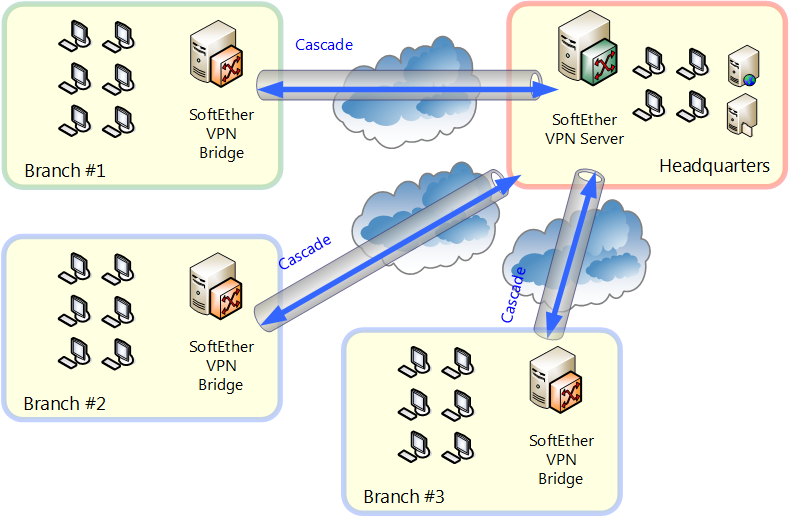 Cascade
SoftEther
VPN
Bridge
Branch #1
SoftEther
VPN Server
Headquarters
Cascade
SoftEther
VPN
Bridge
Branch #2
Cascade
SoftEther
VPN
Bridge
Branch #3